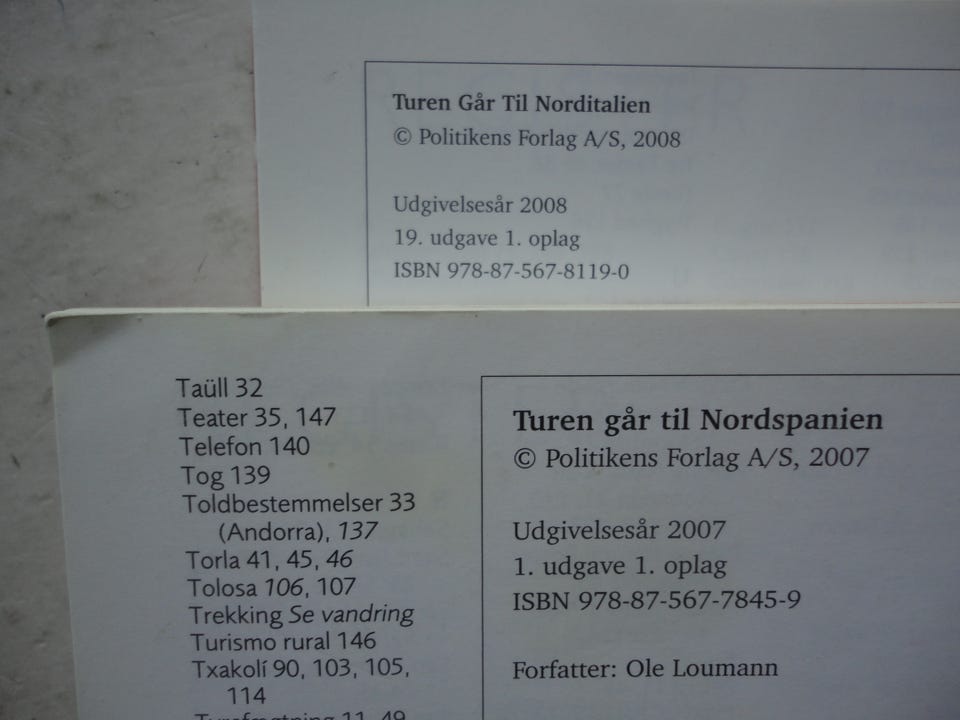 Turen Går Til Norditalien
© Politikens Forlag A/S, 2008
Udgivelsesår 2008
19. udgave 1. oplag
ISBN 978-87-567-8119-0
Taüll 32
Teater 35, 147
Telefon 140
Tog 139
Toldbestemmelser 33
(Andorra), 137
Torla 41, 45, 46
Tolosa 106, 107
Trekking Se vandring
Turismo rural 146
Txakolí 90, 103, 105,
114
Tyrefægtning 11, 49
Turen går til Nordspanien
© Politikens Forlag A/S, 2007
Udgivelsesår 2007
1. udgave 1. oplag
ISBN 978-87-567-7845-9
Forfatter: Ole Loumann